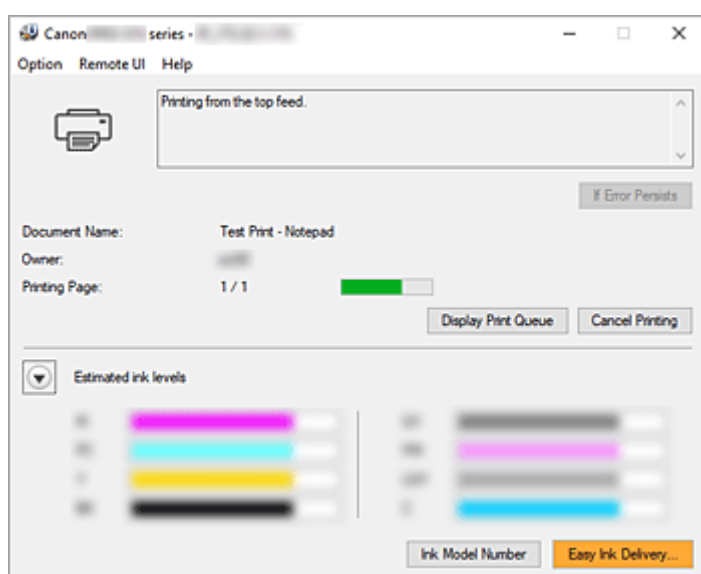 Canon series -
Option Remote UI Help
Printing from the top feed.
If Error Persists
Document Name: Test Print - Notepad
Owner:
Printing Page: 1 / 1
Display Print Queue Cancel Printing
Estimated ink levels
Ink Model Number Easy Ink Delivery...